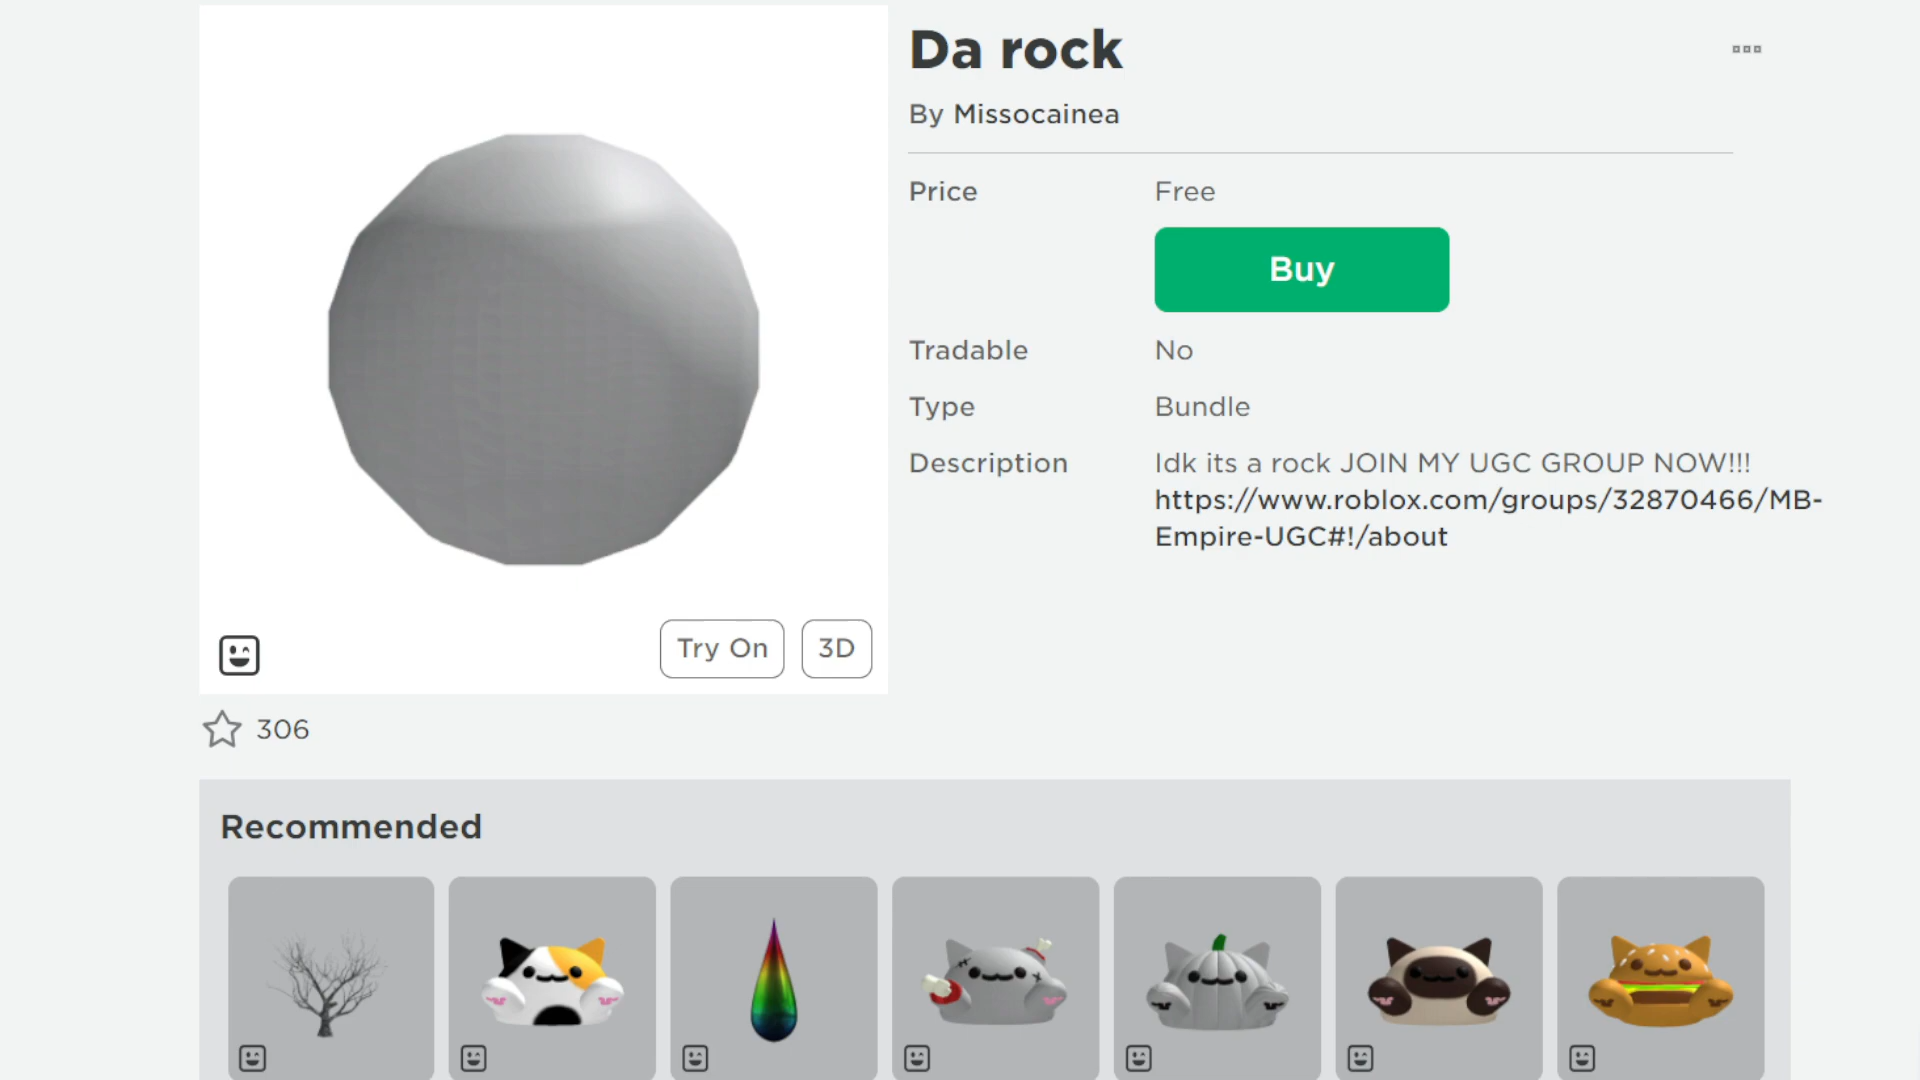 Da rock
By Missocainea
Price Free
Buy
Tradable No
Type Bundle
Description Idk its a rock JOIN MY UGC GROUP NOW!!!
https://www.roblox.com/groups/32870466/MB-
Empire-UGC#!/about
Try On 3D
306
Recommended